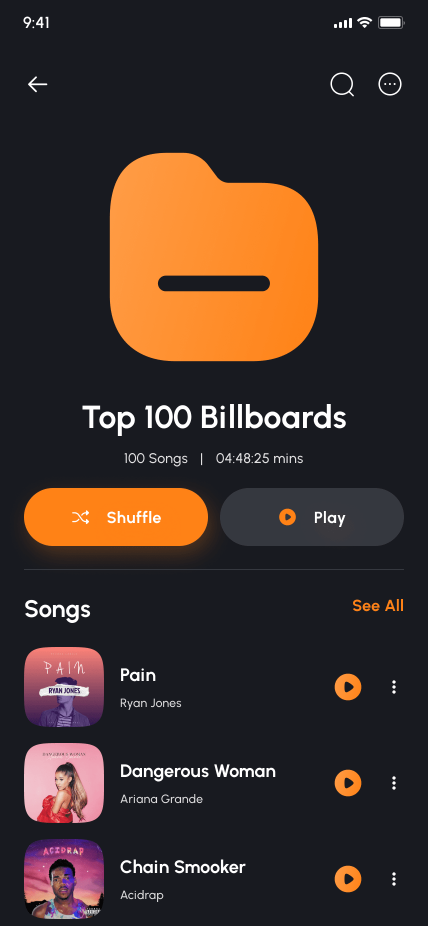 9:41
Top 100 Billboards
100 Songs | 04:48:25 mins
Shuffle
Play
Songs
See All
PAIN
RYAN JONES
Pain
Ryan Jones
DANGEROUS WOMAN
Dangerous Woman
Ariana Grande
ACIDRAP
Chain Smooker
Acidrap